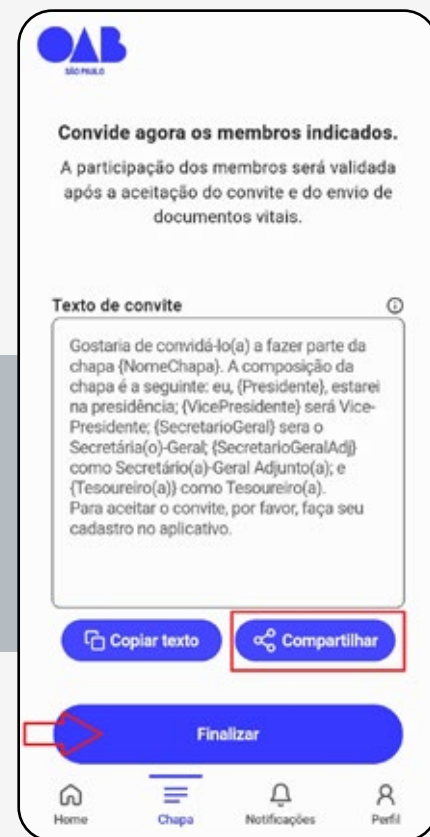 OAB
SÃO PAULO
Convide agora os membros indicados.
A participação dos membros será validada
após a aceitação do convite e do envio de
documentos vitais.
Texto de convite
Gostaria de convidá-lo(a) a fazer parte da
chapa {NomeChapa}. A composição da
chapa é a seguinte: eu, {Presidente}, estarei
na presidência; {VicePresidente} será Vice-
Presidente; {SecretarioGeral} sera o
Secretária(o)-Geral; {SecretarioGeralAdj}
como Secretário(a)-Geral Adjunto(a); e
{Tesoureiro(a)} como Tesoureiro(a).
Para aceitar o convite, por favor, faça seu
cadastro no aplicativo.
Copiar texto
Compartilhar
Finalizar
Home
Chapa
Notificações
Perfil